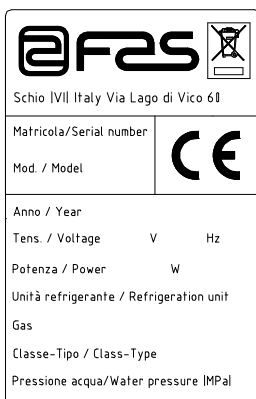 FAS
Schio |VI| Italy Via Lago di Vico 60
Matricola/Serial number
CE
Mod. / Model
Anno / Year
Tens. / Voltage V Hz
Potenza / Power W
Unità refrigerante / Refrigeration unit
Gas
Classe-Tipo / Class-Type
Pressione acqua/Water pressure |MPa|